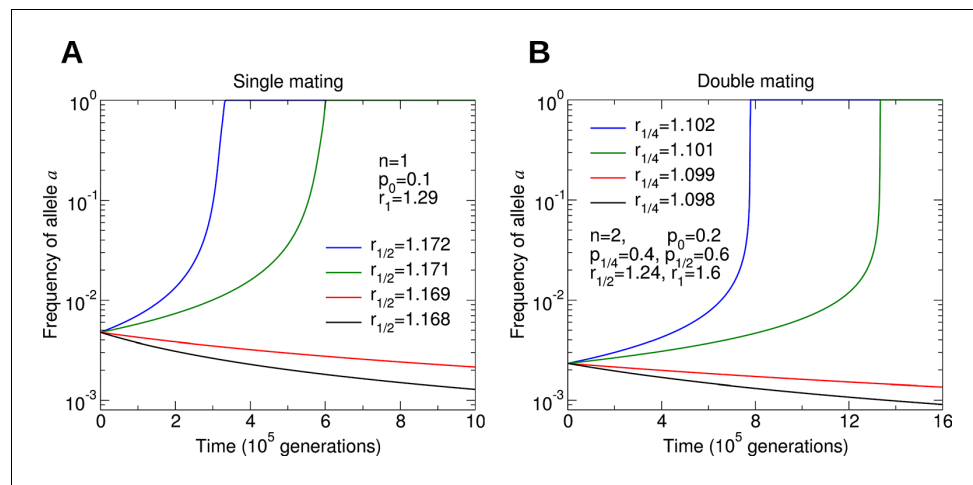 A
Single mating
Frequency of allele a
10^0
10^-1
10^-2
10^-3
n=1
p_0=0.1
r_1=1.29
r_1/2=1.172
r_1/2=1.171
r_1/2=1.169
r_1/2=1.168
0 2 4 6 8 10
Time (10^5 generations)
B
Double mating
Frequency of allele a
10^0
10^-1
10^-2
10^-3
r_1/4=1.102
r_1/4=1.101
r_1/4=1.099
r_1/4=1.098
n=2, p_0=0.2
p_1/4=0.4, p_1/2=0.6
r_1/2=1.24, r_1=1.6
0 4 8 12 16
Time (10^5 generations)